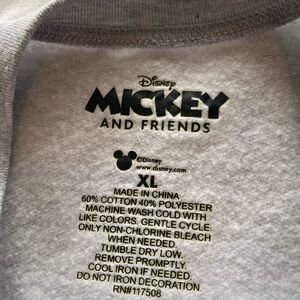 Disney
MICKEY
AND FRIENDS
©Disney
www.disney.com
XL
MADE IN CHINA
60% COTTON 40% POLYESTER
MACHINE WASH COLD WITH
LIKE COLORS. GENTLE CYCLE.
ONLY NON-CHLORINE BLEACH
WHEN NEEDED.
TUMBLE DRY LOW.
REMOVE PROMPTLY.
COOL IRON IF NEEDED.
DO NOT IRON DECORATION.
RN#117508